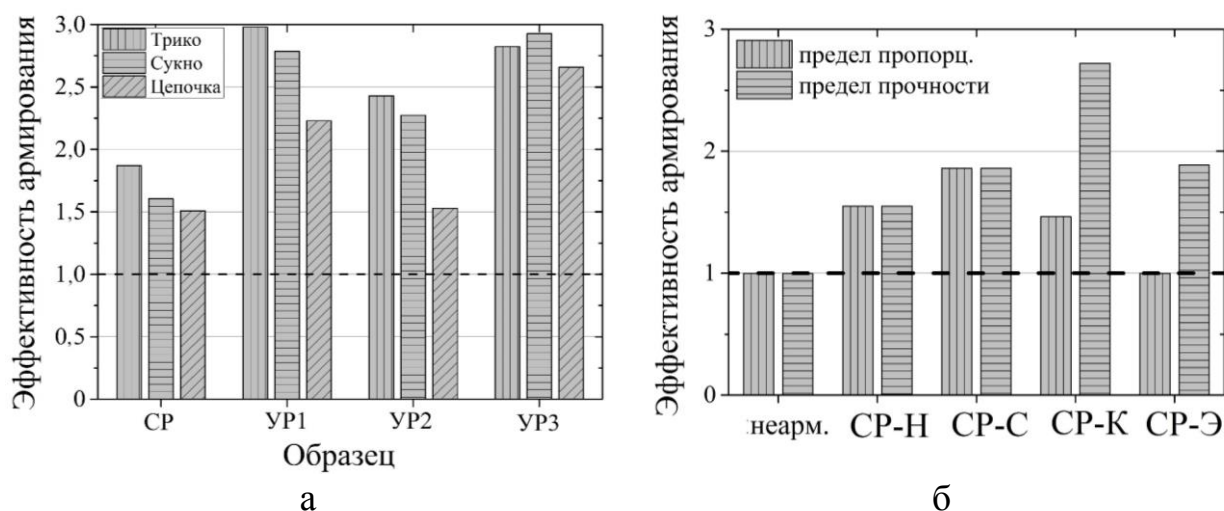 Эффективность армирования
3,0
2,5
2,0
1,5
1,0
0,5
0
Трико
Сукно
Цепочка
СР
УР1
УР2
УР3
Образец
а
Эффективность армирования
3
2
1
0
предел пропорц.
предел прочности
неарм.
СР-Н
СР-С
СР-К
СР-Э
б